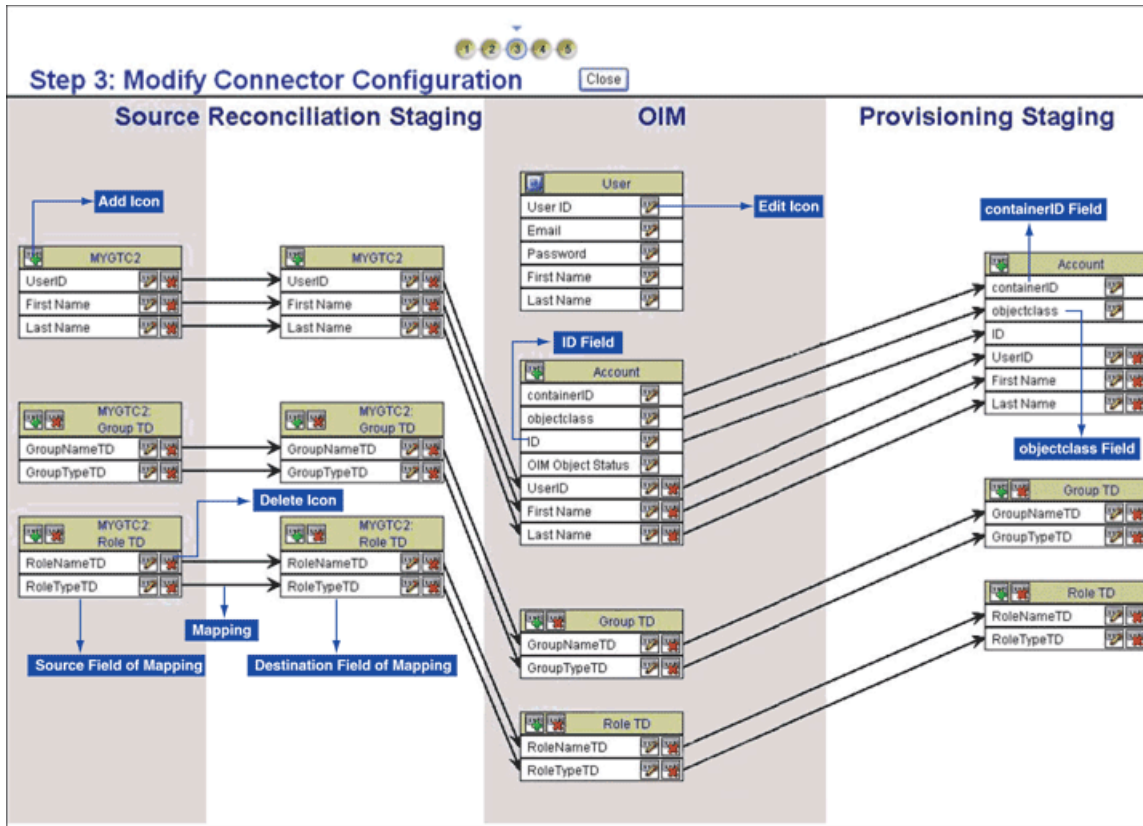 1 2 3 4 5
Step 3: Modify Connector Configuration
Close
Source
Reconciliation Staging
OIM
Provisioning Staging
Add Icon
MYGTC2
UserID
First Name
Last Name
MYGTC2:
Group TD
GroupNameTD
GroupTypeTD
Delete Icon
MYGTC2:
Role TD
RoleNameTD
RoleTypeTD
Mapping
Source Field of Mapping
MYGTC2
UserID
First Name
Last Name
MYGTC2:
Group TD
GroupNameTD
GroupTypeTD
MYGTC2:
Role TD
RoleNameTD
RoleTypeTD
Destination Field of Mapping
User
User ID
Email
Password
First Name
Last Name
Edit Icon
ID Field
Account
containerID
objectclass
ID
OIM Object Status
UserID
First Name
Last Name
Group TD
GroupNameTD
GroupTypeTD
Role TD
RoleNameTD
RoleTypeTD
containerID Field
Account
containerID
objectclass
ID
UserID
First Name
Last Name
objectclass Field
Group TD
GroupNameTD
GroupTypeTD
Role TD
RoleNameTD
RoleTypeTD